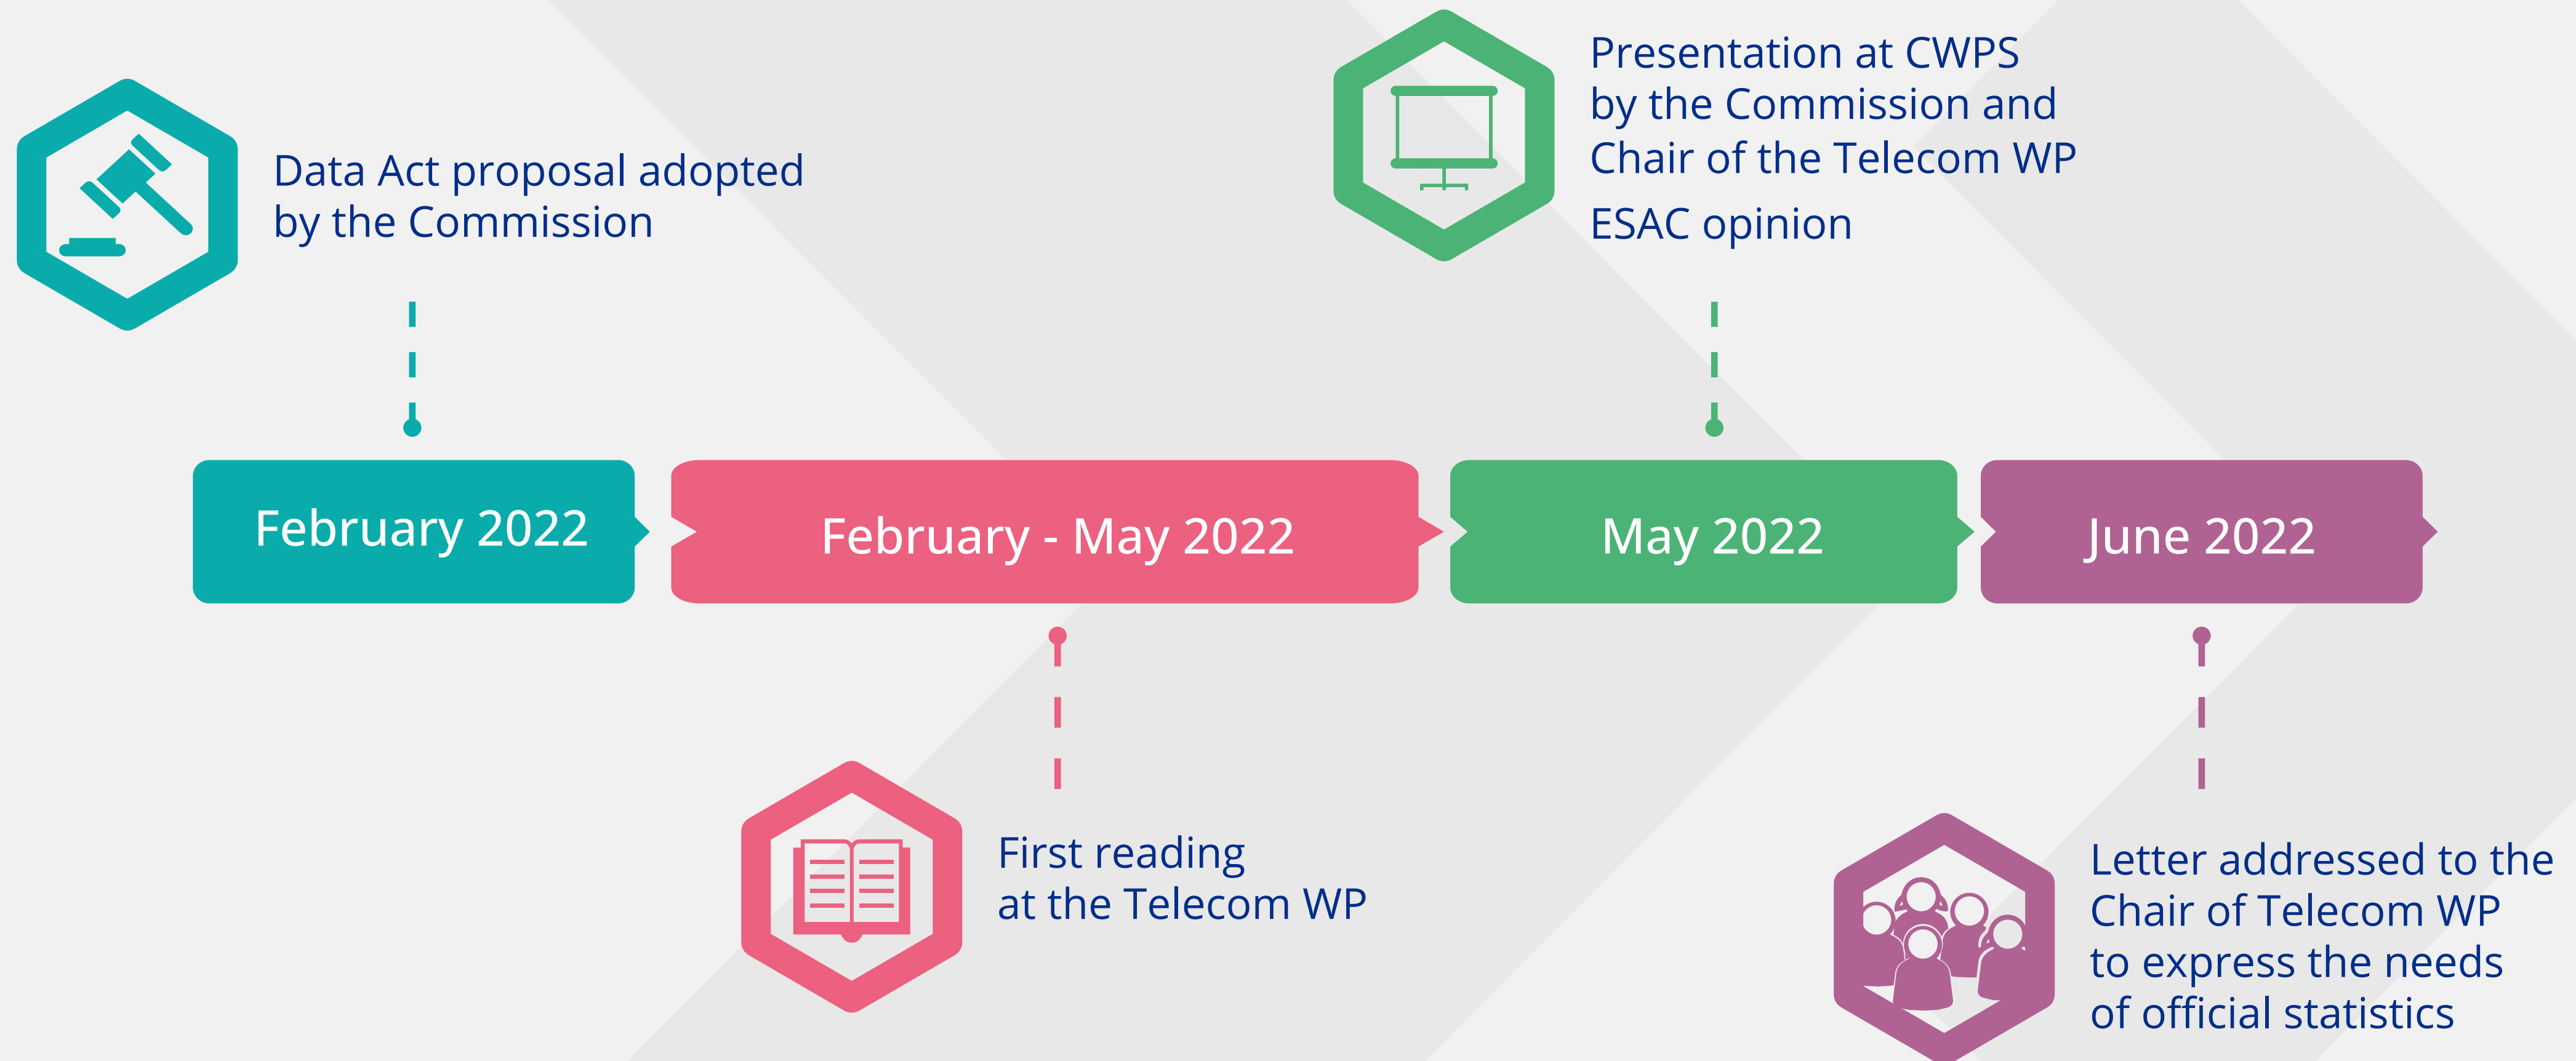 Data Act proposal adopted
by the Commission
Presentation at CWPS
by the Commission and
Chair of the Telecom WP
ESAC opinion
February 2022
February - May 2022
May 2022
June 2022
First reading
at the Telecom WP
Letter addressed to the
Chair of Telecom WP
to express the needs
of official statistics